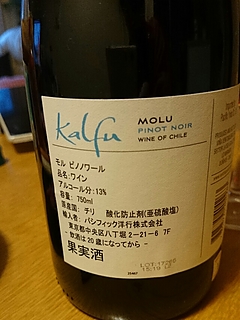 Kalfu
MOLU
PINOT NOIR
WINE OF CHILE
モル ピノノワール
品名:ワイン
アルコール分:13%
容量: 750ml
原産国: チリ 酸化防止剤(亜硫酸塩)
輸入者: パシフィック洋行株式会社
東京都中央区八丁堀 2-21-6 7F
- 飲酒は20歳になってから -
果実酒
LOT:17260